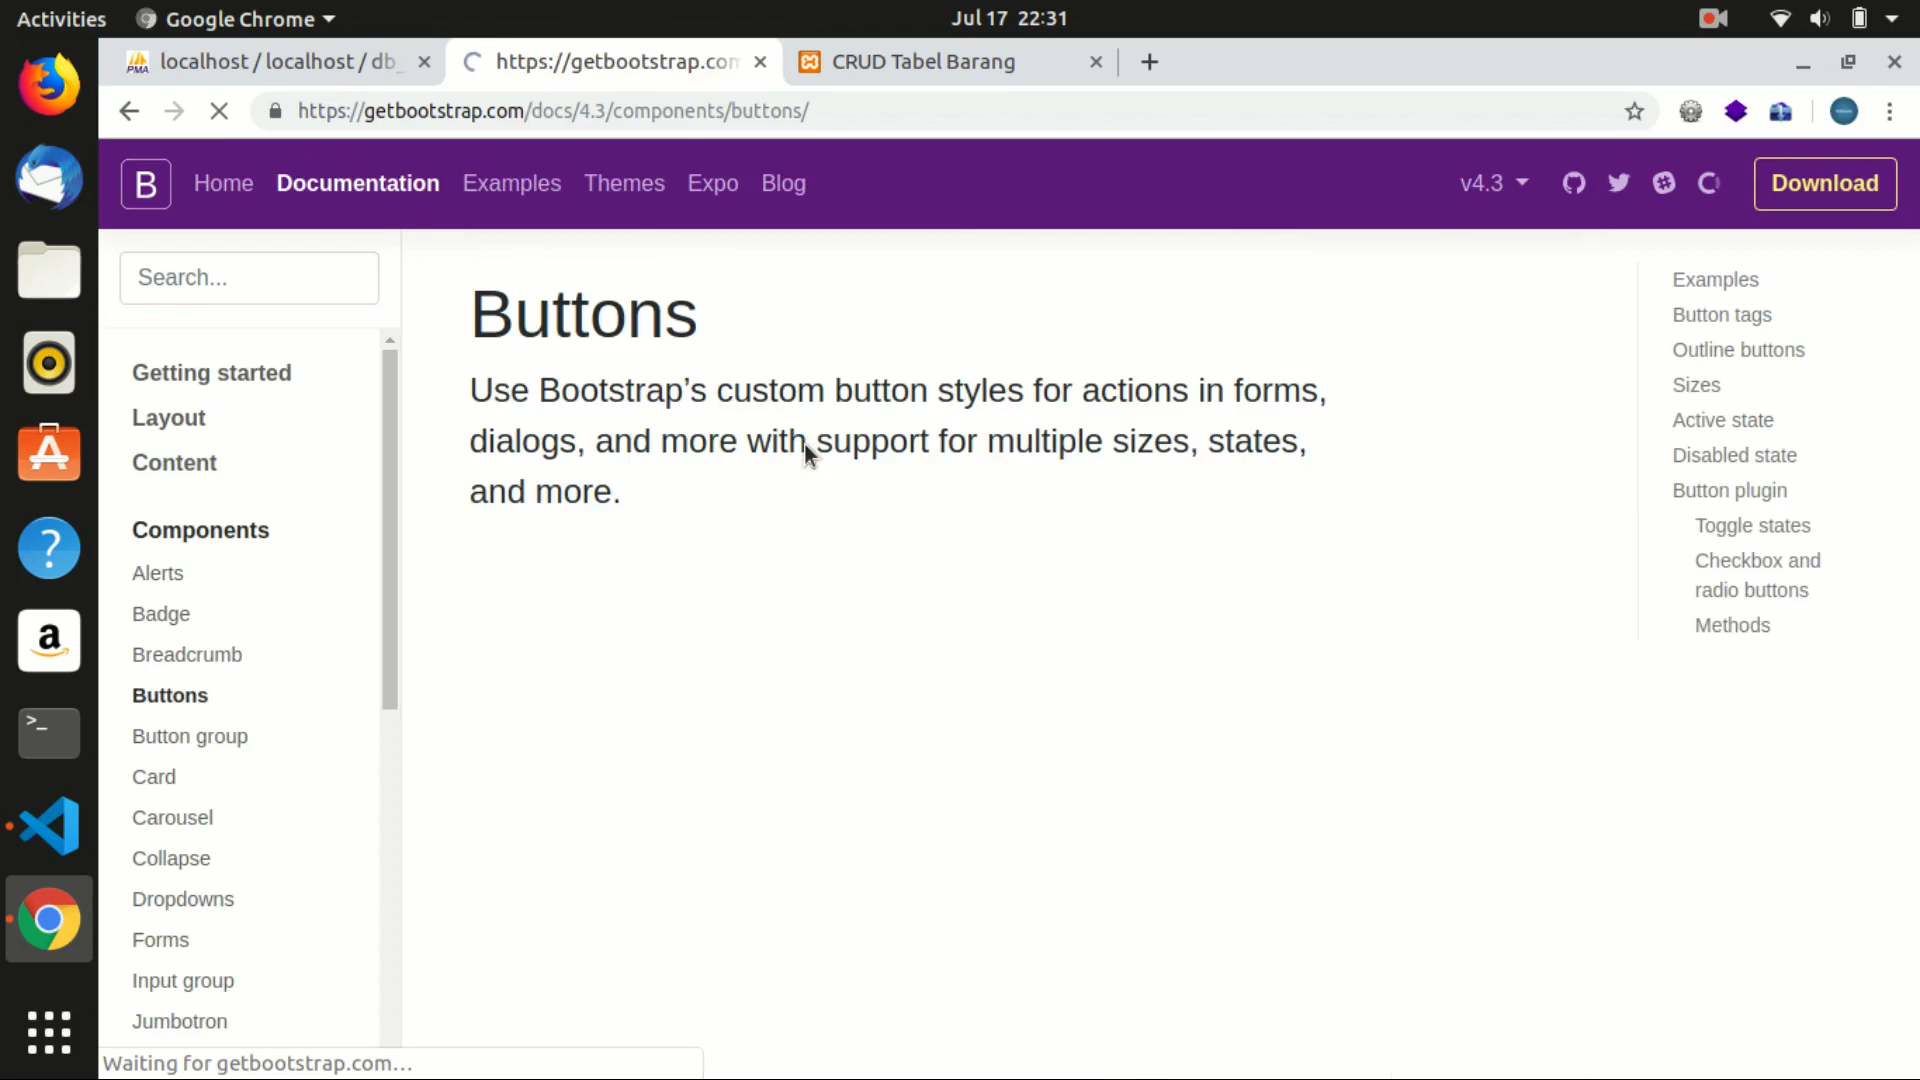 Activities
Google Chrome
Jul 17 22:31
PMA
localhost / localhost / db_
https://getbootstrap.com
CRUD Tabel Barang
https://getbootstrap.com/docs/4.3/components/buttons/
B
Home
Documentation
Examples
Themes
Expo
Blog
v4.3
Download
Search...
Getting started
Layout
Content
Components
Alerts
Badge
Breadcrumb
Buttons
Button group
Card
Carousel
Collapse
Dropdowns
Forms
Input group
Jumbotron
Buttons
Use Bootstrap’s custom button styles for actions in forms,
dialogs, and more with support for multiple sizes, states,
and more.
Examples
Button tags
Outline buttons
Sizes
Active state
Disabled state
Button plugin
Toggle states
Checkbox and
radio buttons
Methods
Waiting for getbootstrap.com...